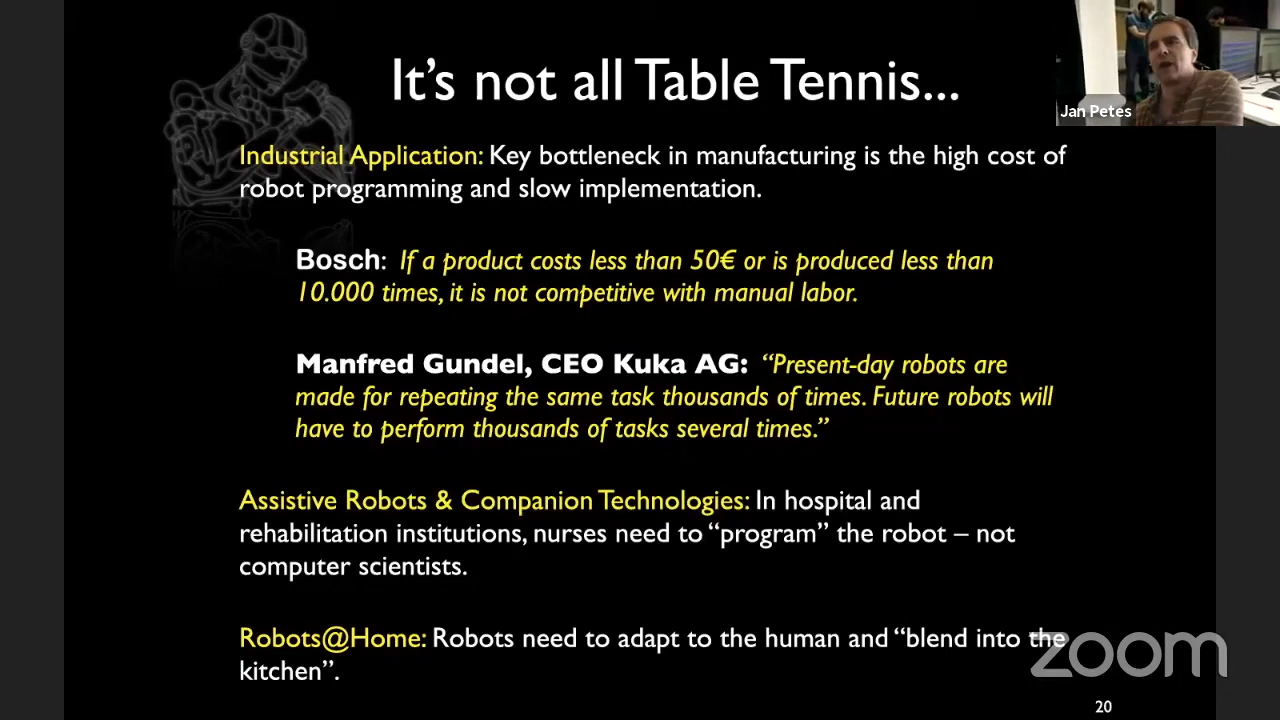 It's not all Table Tennis...
Jan Petes
Industrial Application: Key bottleneck in manufacturing is the high cost of
robot programming and slow implementation.
Bosch: If a product costs less than 50€ or is produced less than
10.000 times, it is not competitive with manual labor.
Manfred Gundel, CEO Kuka AG: “Present-day robots are
made for repeating the same task thousands of times. Future robots will
have to perform thousands of tasks several times.”
Assistive Robots & Companion Technologies: In hospital and
rehabilitation institutions, nurses need to “program” the robot – not
computer scientists.
Robots@Home: Robots need to adapt to the human and “blend into the
kitchen”.
zoom
20